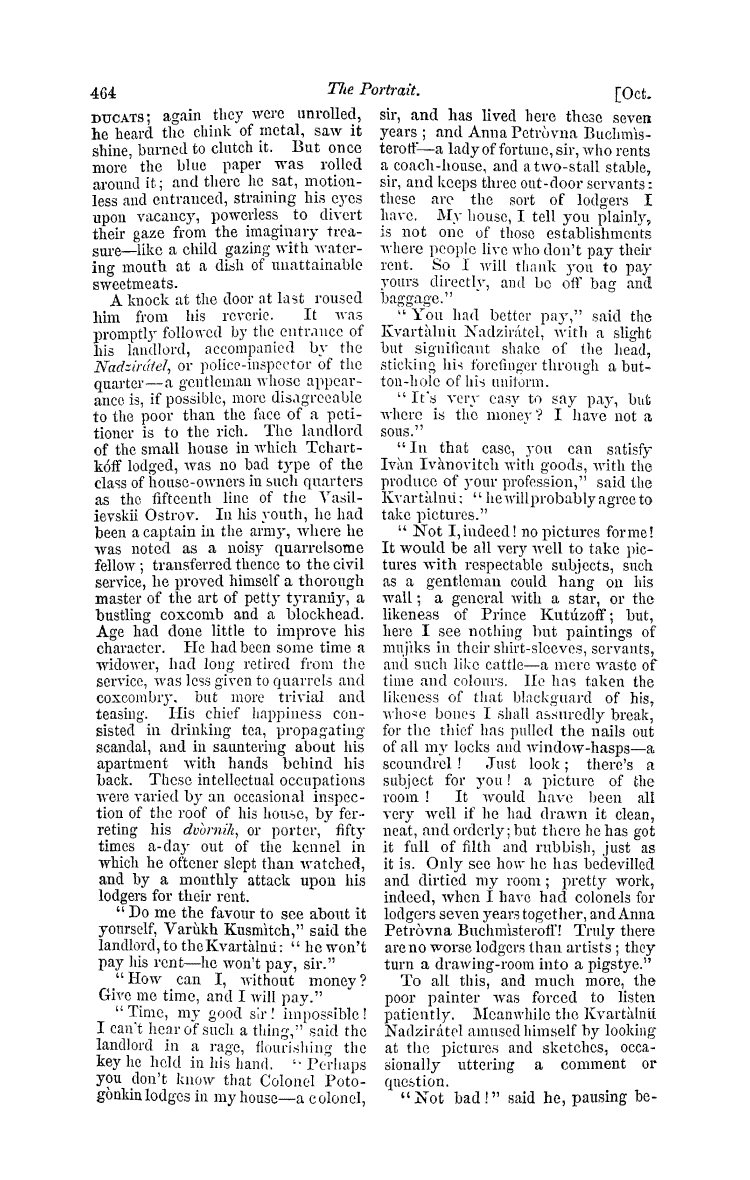 464
The Portrait.
[Oct.
DUCATS; again they were unrolled,
he heard the chink of metal, saw it
shine, burned to clutch it. But once
more the blue paper was rolled
around it; and there he sat, motion-
less and entranced, straining his eyes
upon vacancy, powerless to divert
their gaze from the imaginary trea-
sure—like a child gazing with water-
ing mouth at a dish of unattainable
sweetmeats.
A knock at the door at last roused
him from his reverie. It was
promptly followed by the entrance of
his landlord, accompanied by the
Nadzirátel, or police-inspector of the
quarter—a gentleman whose appear-
ance is, if possible, more disagreeable
to the poor than the face of a peti-
tioner is to the rich. The landlord
of the small house in which Tchart-
kóff lodged, was no bad type of the
class of house-owners in such quarters
as the fifteenth line of the Vasil-
ievskii Ostrov. In his youth, he had
been a captain in the army, where he
was noted as a noisy quarrelsome
fellow; transferred thence to the civil
service, he proved himself a thorough
master of the art of petty tyranny, a
bustling coxcomb and a blockhead.
Age had done little to improve his
character. He had been some time a
widower, had long retired from the
service, was less given to quarrels and
coxcombry, but more trivial and
teasing. His chief happiness con-
sisted in drinking tea, propagating
scandal, and in sauntering about his
apartment with hands behind his
back. These intellectual occupations
were varied by an occasional inspec-
tion of the roof of his house, by fer-
reting his dvòrnik, or porter, fifty
times a-day out of the kennel in
which he oftener slept than watched,
and by a monthly attack upon his
lodgers for their rent.
"Do me the favour to see about it
yourself, Varùkh Kusmìtch," said the
landlord, to the Kvartàlnü: "he won't
pay his rent—he won't pay, sir."
"How can I, without money?
Give me time, and I will pay."
"Time, my good sir! impossible!
I can't hear of such a thing," said the
landlord in a rage, flourishing the
key he held in his hand. "Perhaps
you don't know that Colonel Poto-
gònkin lodges in my house—a colonel,
sir, and has lived here these seven
years; and Anna Petròvna Buchmìs-
teroff—a lady of fortune, sir, who rents
a coach-house, and a two-stall stable,
sir, and keeps three out-door servants:
these are the sort of lodgers I
have. My house, I tell you plainly,
is not one of those establishments
where people live who don't pay their
rent. So I will thank you to pay
yours directly, and be off bag and
baggage."
"You had better pay," said the
Kvartàlnü Nadzirátel, with a slight
but significant shake of the head,
sticking his forefinger through a but-
ton-hole of his uniform.
"It's very easy to say pay, but
where is the money? I have not a
sous."
"In that case, you can satisfy
Ivàn Ivànovitch with goods, with the
produce of your profession," said the
Kvartàlnü: "he will probably agree to
take pictures."
"Not I, indeed! no pictures for me!
It would be all very well to take pic-
tures with respectable subjects, such
as a gentleman could hang on his
wall; a general with a star, or the
likeness of Prince Kutúzoff; but,
here I see nothing but paintings of
mujìks in their shirt-sleeves, servants,
and such like cattle—a mere waste of
time and colours. He has taken the
likeness of that blackguard of his,
whose bones I shall assuredly break,
for the thief has pulled the nails out
of all my locks and window-hasps—a
scoundrel! Just look; there's a
subject for you! a picture of the
room! It would have been all
very well if he had drawn it clean,
neat, and orderly; but there he has got
it full of filth and rubbish, just as
it is. Only see how he has bedevilled
and dirtied my room; pretty work,
indeed, when I have had colonels for
lodgers seven years together, and Anna
Petròvna Buchmìsteroff! Truly there
are no worse lodgers than artists; they
turn a drawing-room into a pigstye."
To all this, and much more, the
poor painter was forced to listen
patiently. Meanwhile the Kvartàlnü
Nadzirátel amused himself by looking
at the pictures and sketches, occa-
sionally uttering a comment or
question.
"Not bad!" said he, pausing be-